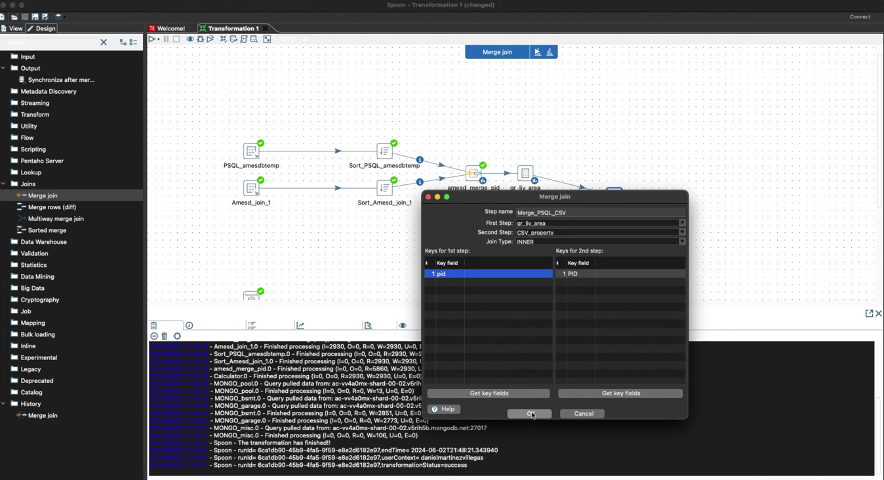 Spoon - Transformation 1 (changed)
Connect
View
Design
Welcome!
Transformation 1
Input
Output
Synchronize after mer...
Metadata Discovery
Streaming
Transform
Utility
Flow
Scripting
Pentaho Server
Lookup
Joins
Merge join
Merge rows (diff)
Multiway merge join
Sorted merge
Data Warehouse
Validation
Statistics
Data Mining
Big Data
Cryptography
Job
Mapping
Bulk loading
Inline
Experimental
Legacy
Deprecated
Catalog
History
Merge join
Merge join
PSQL_amesdbtemp
Sort_PSQL_amesdbtemp
amesd_merge_pid
gr_liv_area
Amesd_join_1
Sort_Amesd_join_1
Merge join
Step name Merge_PSQL_CSV
First Step: gr_liv_area
Second Step: CSV_property
Join Type: INNER
Keys for 1st step:
Keys for 2nd step:
# Key field
# Key field
1 pid
1 PID
Get key fields
Get key fields
Help
Cancel
- Amesd_join_1.0 - Finished processing (I=2930, O=0, R=0, W=2930, U=0, E
- Sort_PSQL_amesdbtemp.0 - Finished processing (I=0, O=0, R=2
- Sort_Amesd_join_1.0 - Finished processing (I=0, O=0, R=2930,
- amesd_merge_pid.0 - Finished processing (I=0, O=0, R=5860, W=2930, U
- Calculator.0 - Finished processing (I=0, O=0, R=2930, W=2930, U=0, E=
- MONGO_pool.0 - Query pulled data from: ac-vv4a0mx-shard-00-02.v5rih
- MONGO_pool.0 - Finished processing (I=0, O=0, R=0, W=13, U=0, E=0)
- MONGO_bsmt.0 - Query pulled data from: ac-vv4a0mx-shard-00-02.v5ri
- MONGO_bsmt.0 - Finished processing (I=0, O=0, R=0, W=2851, U=0, E=0)
- MONGO_garage.0 - Query pulled data from: ac-vv4a0mx-shard-00-02.v5
- MONGO_garage.0 - Finished processing (I=0, O=0, R=0, W=2773, U=0, E=
- MONGO_misc.0 - Query pulled data from: ac-vv4a0mx-shard-00-02.v5rih5b.mongodb.net:27017
- MONGO_misc.0 - Finished processing (I=0, O=0, R=0, W=106, U=0, E=0)
- Spoon - The transformation has finished!!
- Spoon - runId= 6ca1db90-45b9-4fa5-9f59-e8e2d6182e97,endTime= 2024-06-02T21:48:21.343940
- Spoon - runId= 6ca1db90-45b9-4fa5-9f59-e8e2d6182e97,userContext= danielmartinezvillegas
- Spoon - runId= 6ca1db90-45b9-4fa5-9f59-e8e2d6182e97,transformationStatus=success